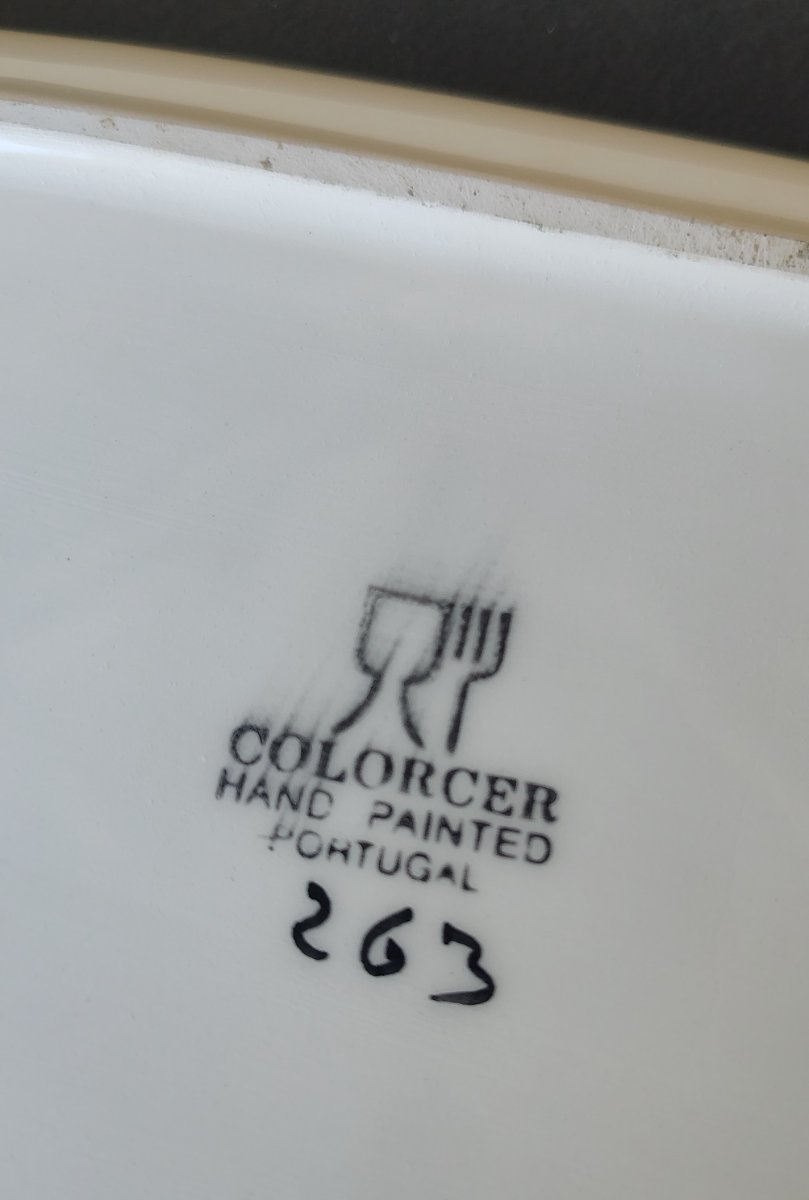 COLORCER
HAND PAINTED
PORTUGAL
263